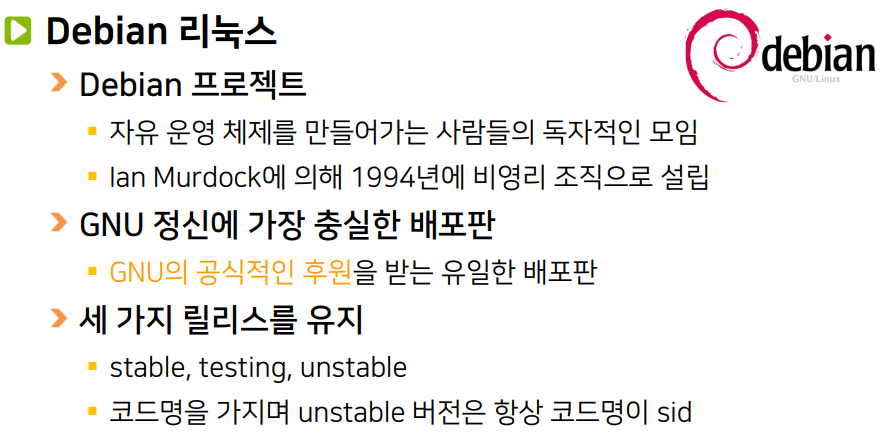 Debian 리눅스
debian
GNU/Linux
Debian 프로젝트
자유 운영 체제를 만들어가는 사람들의 독자적인 모임
Ian Murdock에 의해 1994년에 비영리 조직으로 설립
GNU 정신에 가장 충실한 배포판
GNU의 공식적인 후원을 받는 유일한 배포판
세 가지 릴리스를 유지
stable, testing, unstable
코드명을 가지며 unstable 버전은 항상 코드명이 sid